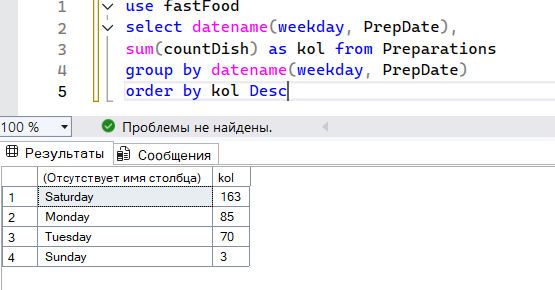 1 use fastFood
2 select datename(weekday, PrepDate),
3 sum(countDish) as kol from Preparations
4 group by datename(weekday, PrepDate)
5 order by kol Desc
100 % Проблемы не найдены.
Результаты Сообщения
(Отсутствует имя столбца) kol
1 Saturday 163
2 Monday 85
3 Tuesday 70
4 Sunday 3